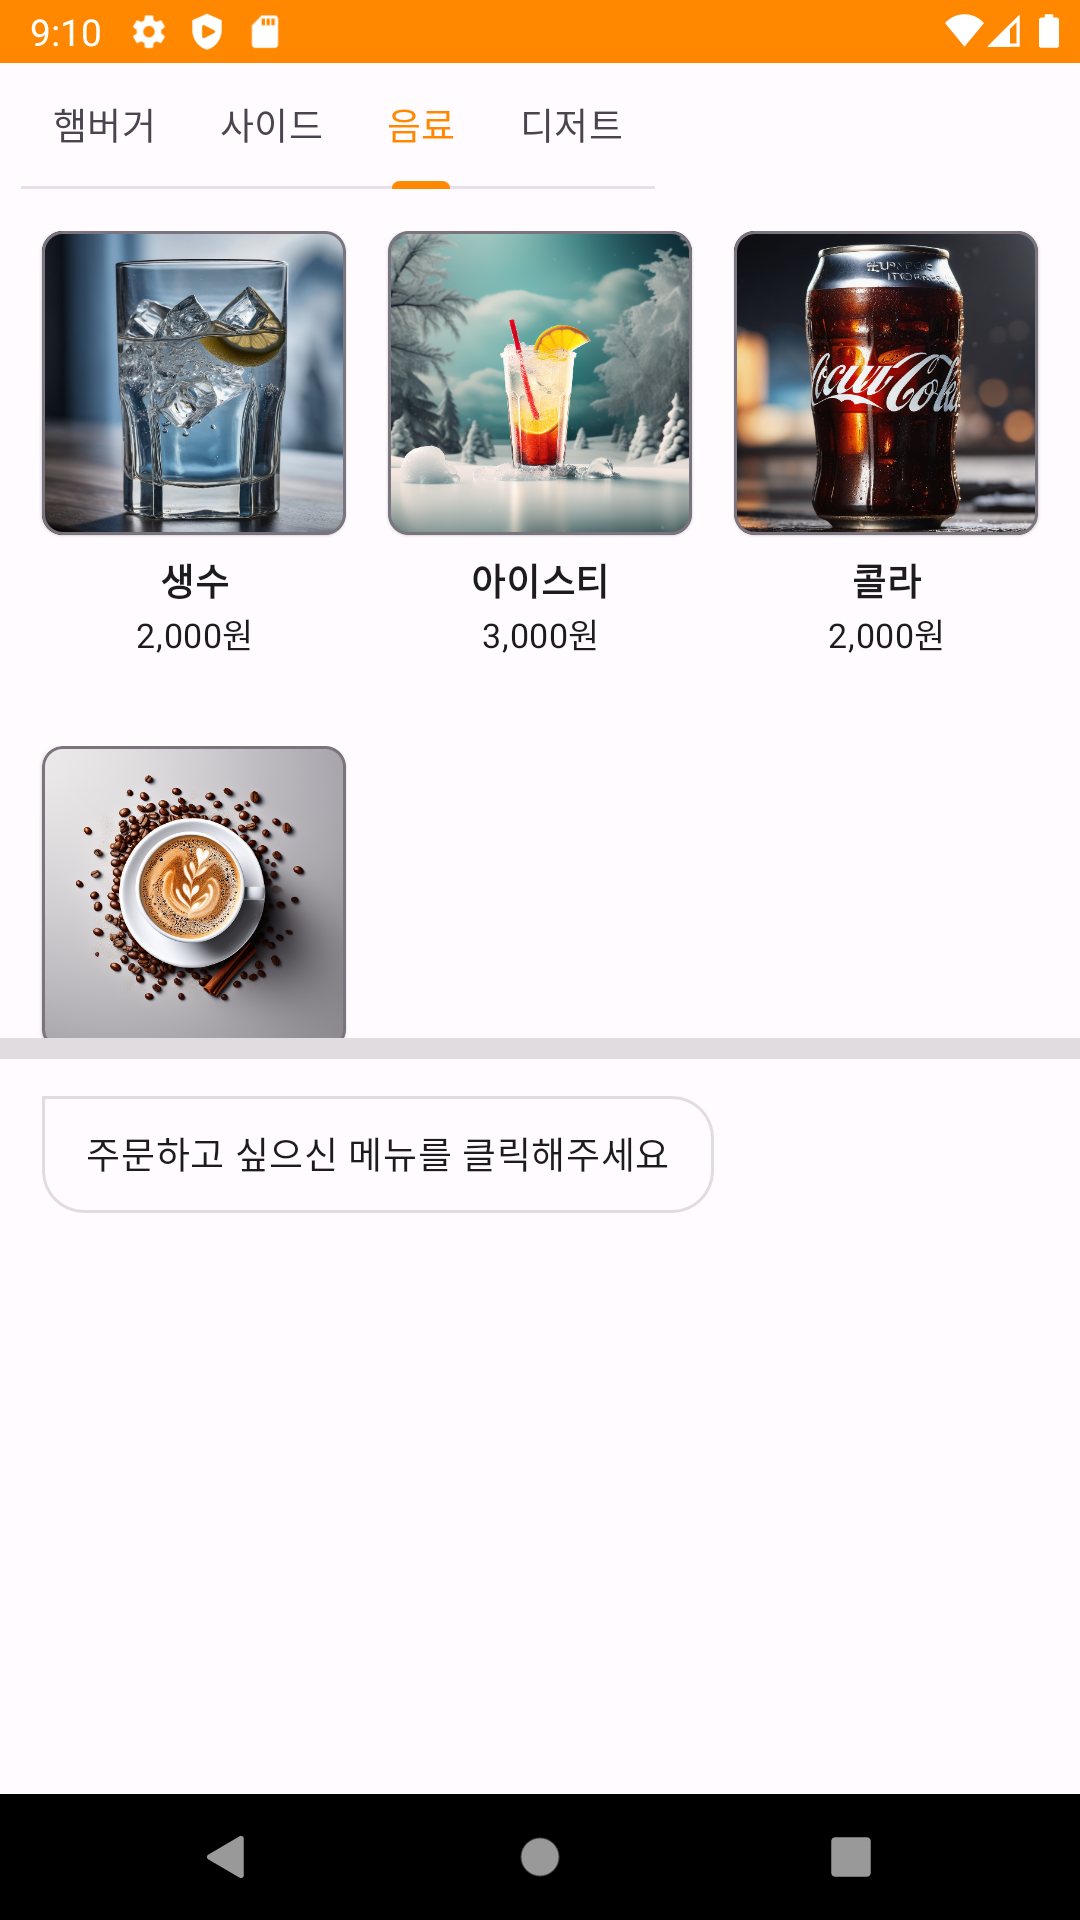 9:10
햄버거 사이드 음료 디저트
생수 아이스티 콜라
2,000원 3,000원 2,000원
주문하고 싶으신 메뉴를 클릭해주세요